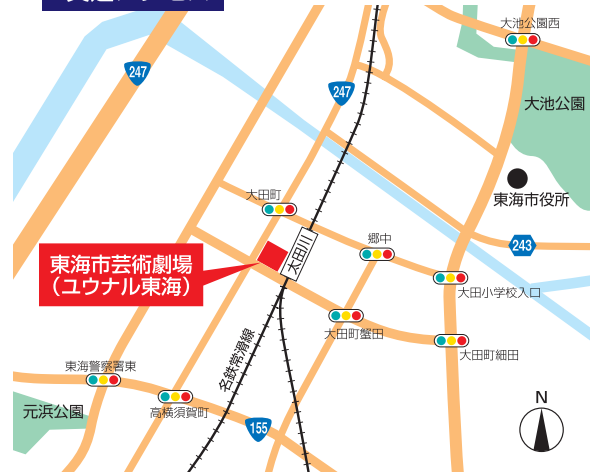 大池公園西
247
247
大池公園
東海市役所
大田町
243
郷中
太田川
東海市芸術劇場
(ユウナル東海)
大田小学校入口
大田町蟹田
大田町細田
名鉄常滑線
東海警察署東
元浜公園
高横須賀町
155
N